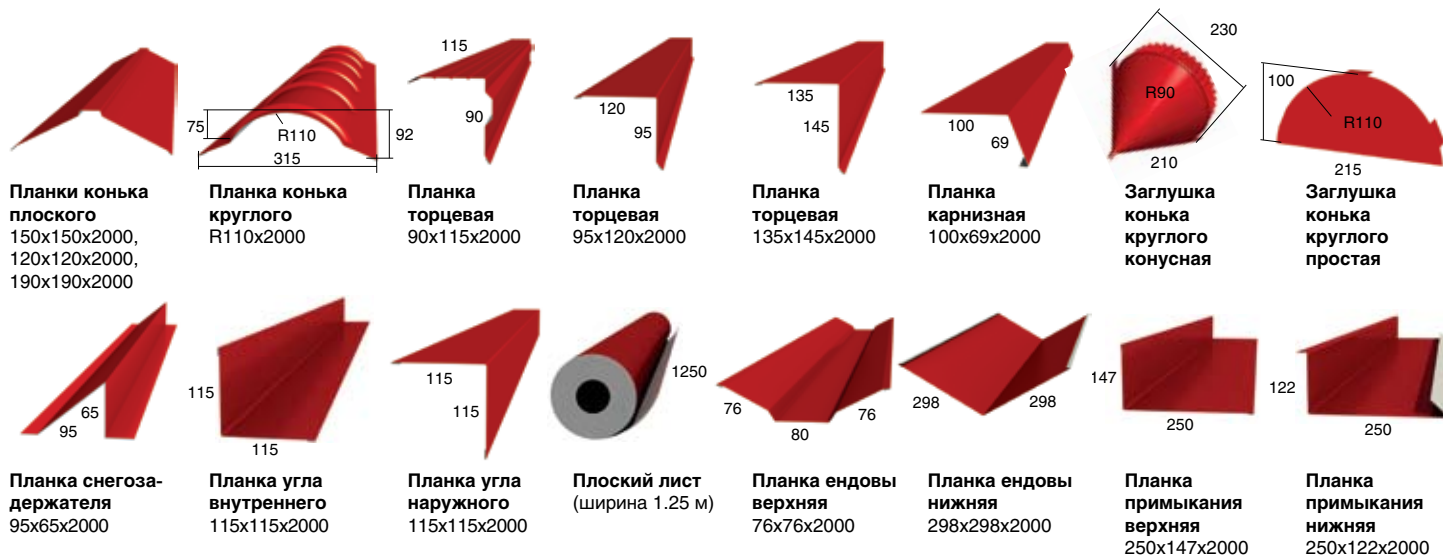 115
230
120
90
95
135
145
100
69
R90
210
100
R110
215
75
R110
92
315
Планки конька
плоского
150x150x2000,
120x120x2000,
190x190x2000
Планка конька
круглого
R110x2000
Планка
торцевая
90x115x2000
Планка
торцевая
95x120x2000
Планка
торцевая
135x145x2000
Планка
карнизная
100x69x2000
Заглушка
конька
круглого
конусная
Заглушка
конька
круглого
простая
65
95
115
115
115
115
1250
76
76
80
298
298
147
250
122
250
Планка снегоза-
держателя
95x65x2000
Планка угла
внутреннего
115x115x2000
Планка угла
наружного
115x115x2000
Плоский лист
(ширина 1.25 м)
Планка ендовы
верхняя
76x76x2000
Планка ендовы
нижняя
298x298x2000
Планка
примыкания
верхняя
250x147x2000
Планка
примыкания
нижняя
250x122x2000